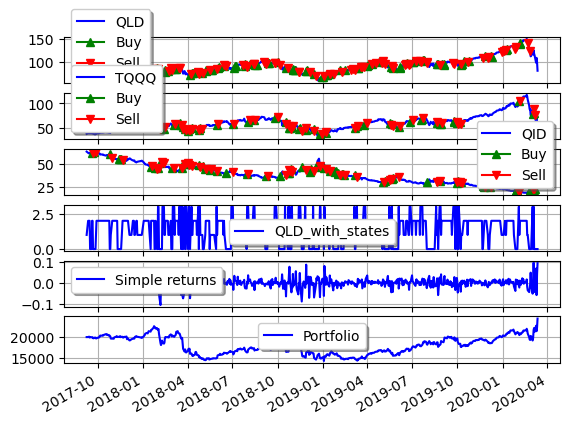 QLD
Buy
Sell
150
100
TQQQ
Buy
Sell
100
50
QID
Buy
Sell
50
25
2.5
0.0
QLD_with_states
0.1
0.0
−0.1
Simple returns
20000
15000
Portfolio
2017-10 2018-01 2018-04 2018-07 2018-10 2019-01 2019-04 2019-07 2019-10 2020-01 2020-04